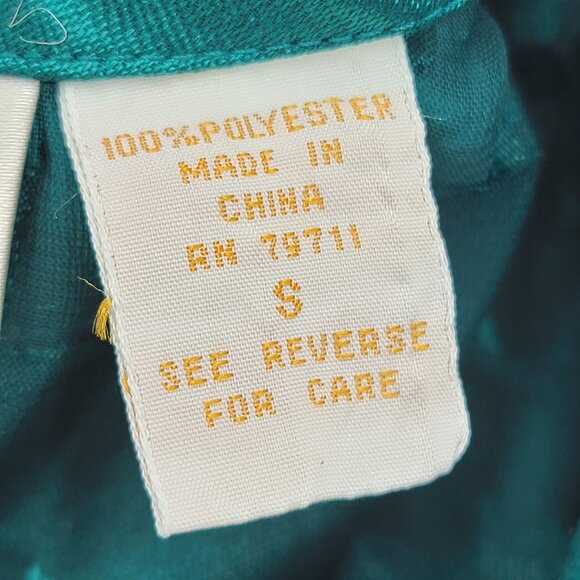 100%POLYESTER
MADE IN
CHINA
RN 79711
S
SEE REVERSE
FOR CARE